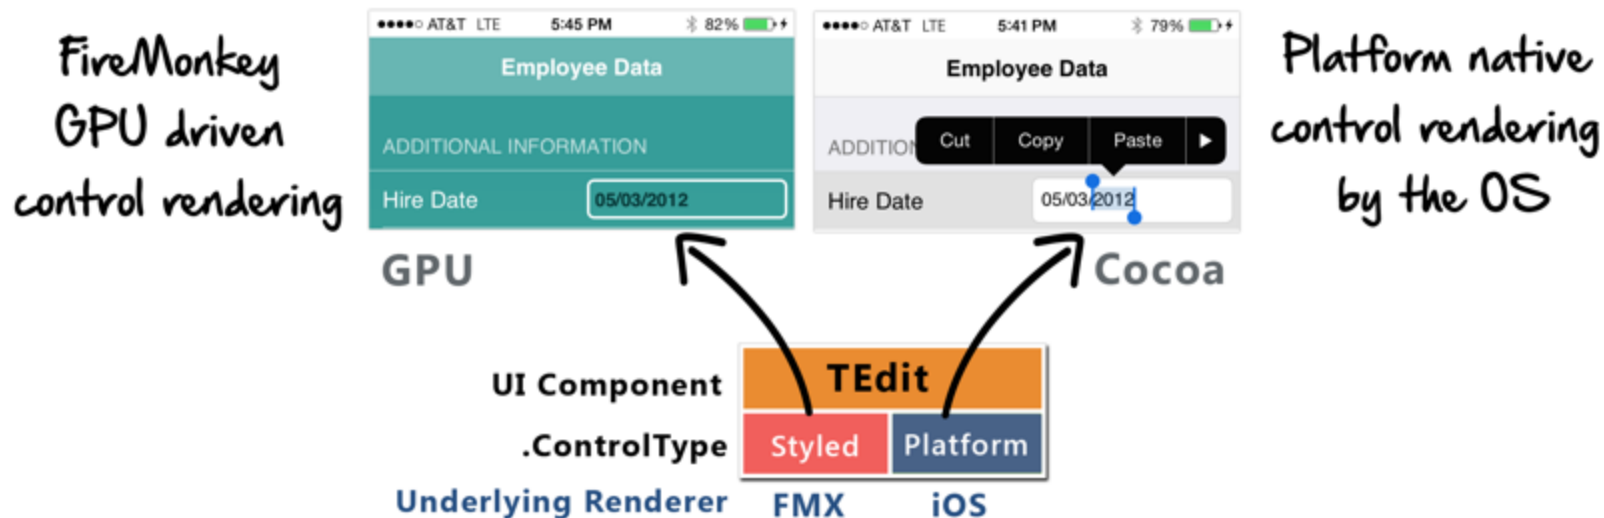 FireMonkey
GPU driven
control rendering
AT&T LTE 5:45 PM 82%
Employee Data
ADDITIONAL INFORMATION
Hire Date 05/03/2012
GPU
AT&T LTE 5:41 PM 79%
Employee Data
ADDITION
Cut Copy Paste
Hire Date 05/03/2012
Cocoa
Platform native
control rendering
by the OS
UI Component TEdit
.ControlType Styled Platform
Underlying Renderer FMX iOS